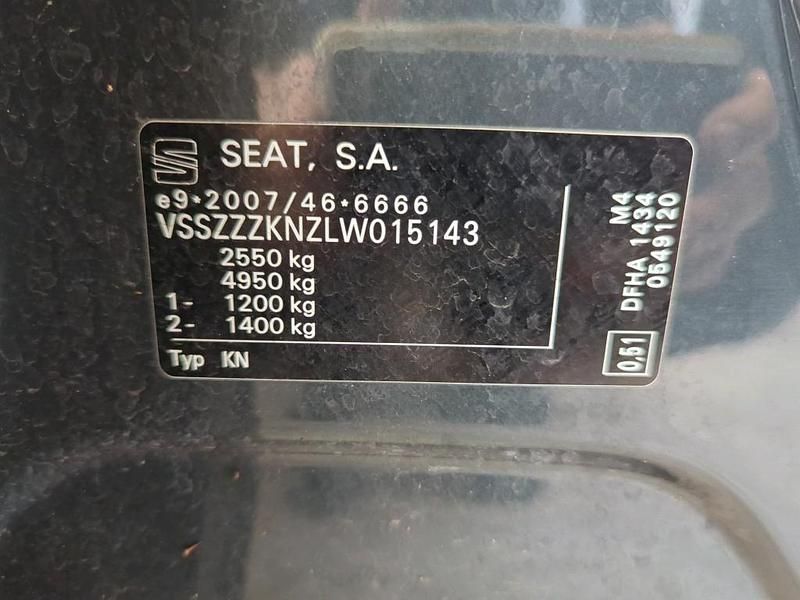 SEAT, S.A.
e9*2007/46*6666
VSSZZZKNZLW015143
2550 kg
4950 kg
1- 1200 kg
2- 1400 kg
Typ KN
M4
DFHA 1434
0549120
0,51